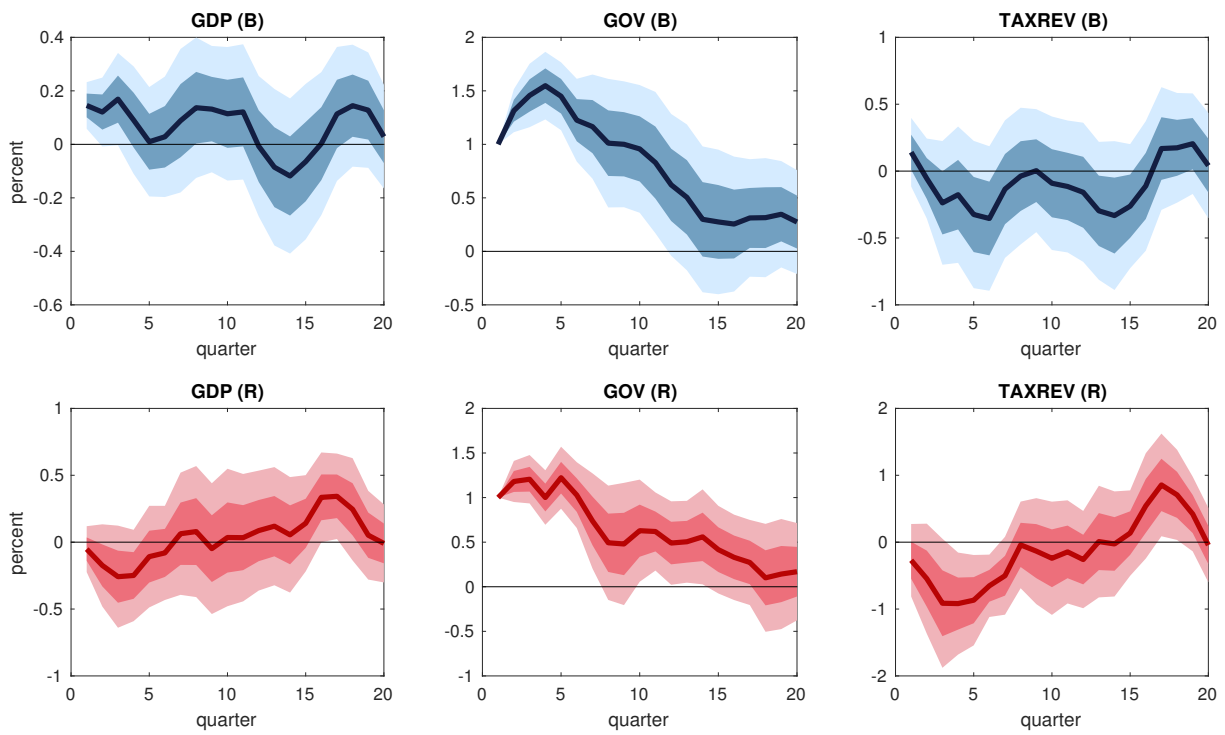 GDP (B)
GOV (B)
TAXREV (B)
0.4
0.2
0
-0.2
-0.4
-0.6
percent
0 5 10 15 20
quarter
2
1.5
1
0.5
0
-0.5
0 5 10 15 20
quarter
1
0.5
0
-0.5
-1
0 5 10 15 20
quarter
GDP (R)
GOV (R)
TAXREV (R)
1
0.5
0
-0.5
-1
percent
0 5 10 15 20
quarter
2
1.5
1
0.5
0
-0.5
-1
0 5 10 15 20
quarter
2
1
0
-1
-2
0 5 10 15 20
quarter